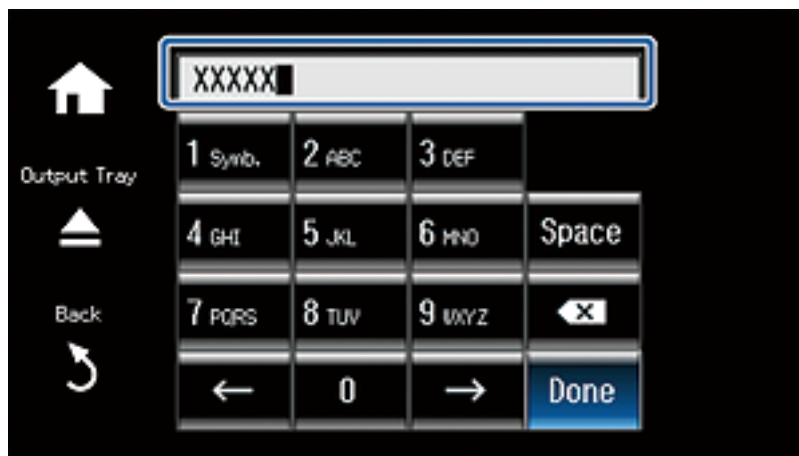 XXXXX
1 Symb. 2 ABC 3 DEF
Output Tray
4 GHI 5 JKL 6 MNO Space
Back 7 PQRS 8 TUV 9 WXYZ
← 0 → Done